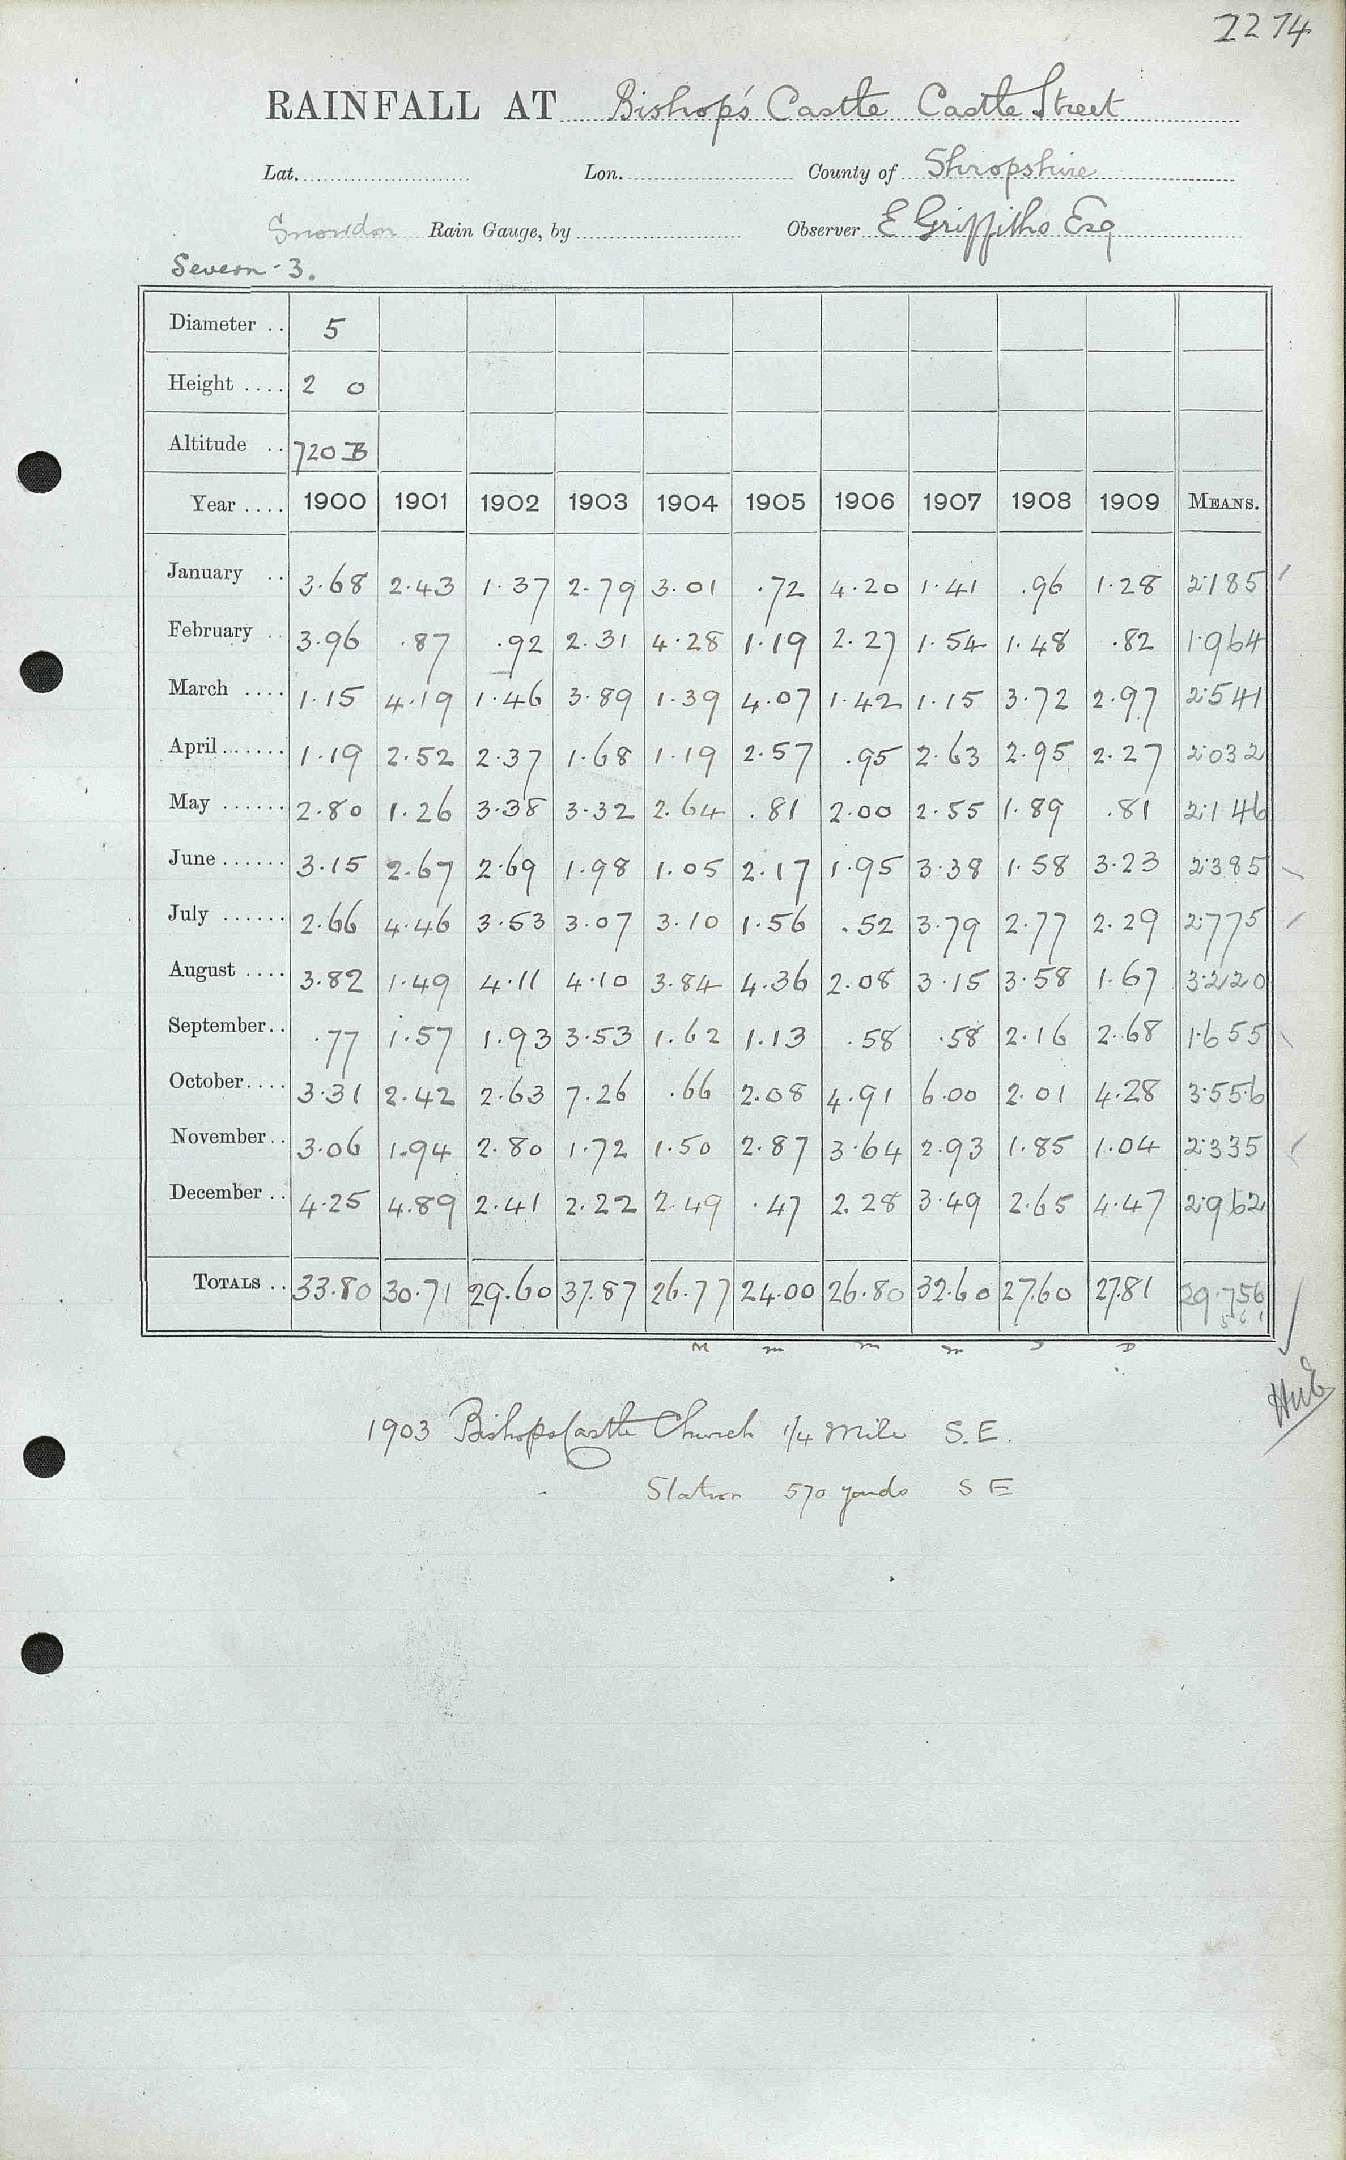 2274
RAINFALL AT Bishop's Castle Castle Street
Lat. Lon. County of Shropshire
Snowdon Rain Gauge, by Observer E Griffiths Esq
Severn - 3.
Diameter .. 5
Height .... 2 0
Altitude .. 720 B
Year .... 1900 1901 1902 1903 1904 1905 1906 1907 1908 1909 MEANS.
January .. 3.68 2.43 1.37 2.79 3.01 .72 4.20 1.41 .96 1.28 2.185
February .. 3.96 .87 .92 2.31 4.28 1.19 2.27 1.54 1.48 .82 1.964
March .... 1.15 4.19 1.46 3.89 1.39 4.07 1.42 1.15 3.72 2.97 2.541
April...... 1.19 2.52 2.37 1.68 1.19 2.57 .95 2.63 2.95 2.27 2.032
May ...... 2.80 1.26 3.38 3.32 2.64 .81 2.00 2.55 1.89 .81 2.146
June ...... 3.15 2.67 2.69 1.98 1.05 2.17 1.95 3.38 1.58 3.23 2.385
July ...... 2.66 4.46 3.53 3.07 3.10 1.56 .52 3.79 2.77 2.29 2.775
August .... 3.82 1.49 4.11 4.10 3.84 4.36 2.08 3.15 3.58 1.67 3.220
September.. .77 1.57 1.93 3.53 1.62 1.13 .58 .58 2.16 2.68 1.655
October.... 3.31 2.42 2.63 7.26 .66 2.08 4.91 6.00 2.01 4.28 3.556
November.. 3.06 1.94 2.80 1.72 1.50 2.87 3.64 2.93 1.85 1.04 2.335
December .. 4.25 4.89 2.41 2.22 2.49 .47 2.28 3.49 2.65 4.47 2.962
TOTALS .. 33.80 30.71 29.60 37.87 26.77 24.00 26.80 32.60 27.60 27.81 29.756
M m m m S D
1903 Bishops Castle Church 1/4 mile S.E.
Station 570 yards S E